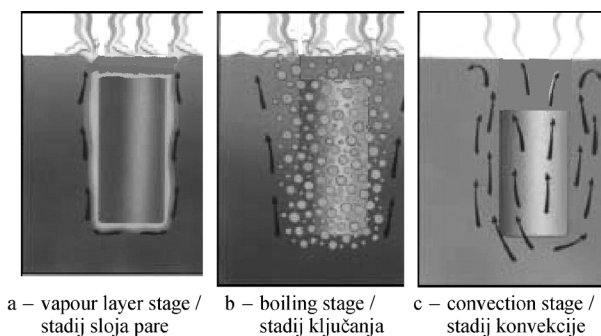 a – vapour layer stage /
stadij sloja pare
b – boiling stage /
stadij ključanja
c – convection stage /
stadij konvekcije